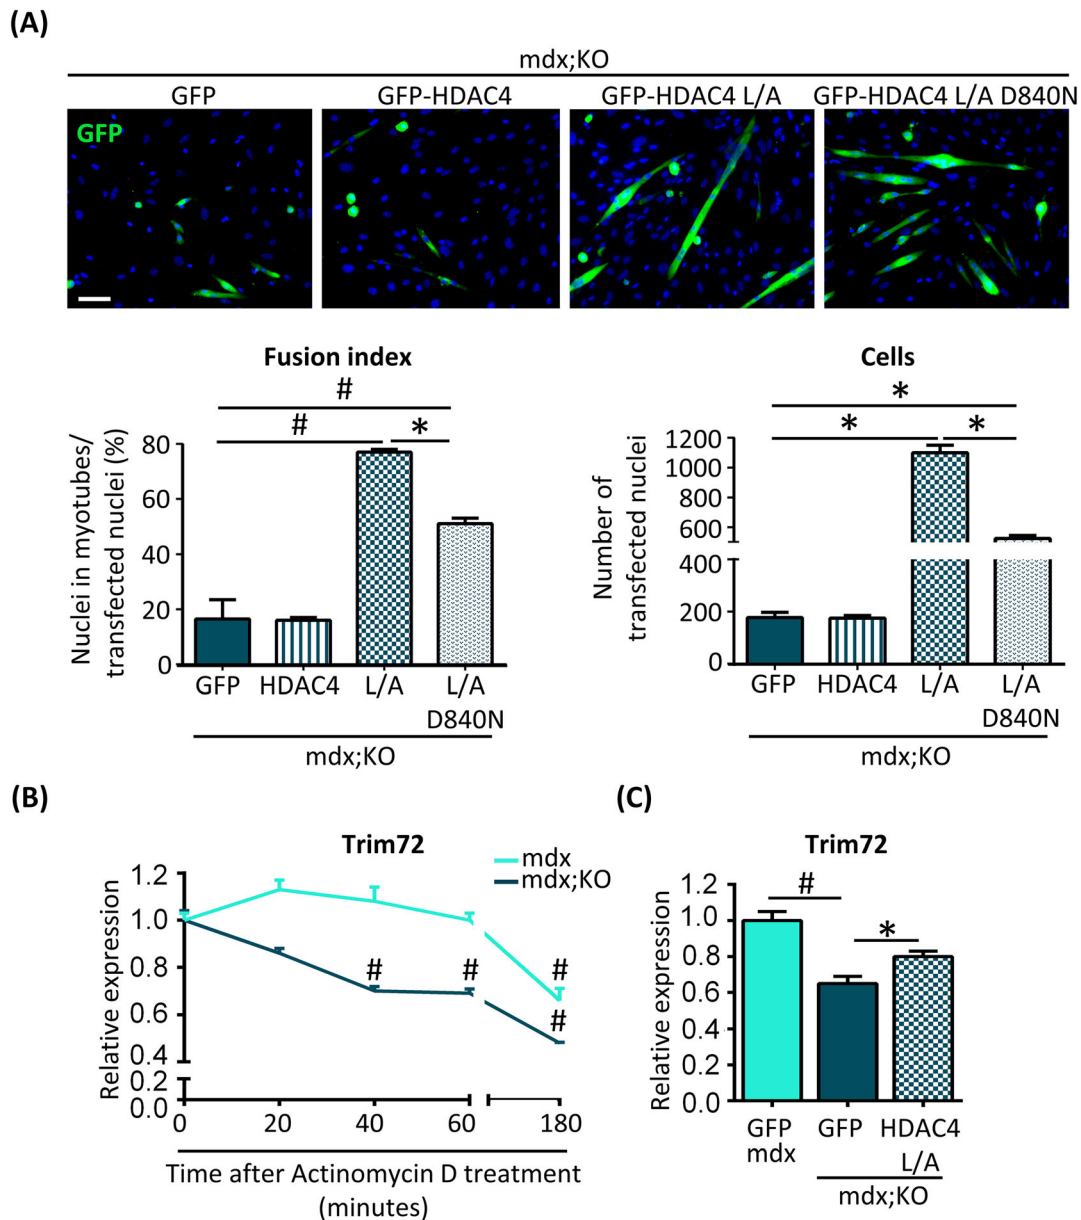 (A)
mdx;KO
GFP GFP-HDAC4 GFP-HDAC4 L/A GFP-HDAC4 L/A D840N
GFP
Fusion index
#
# *
Nuclei in myotubes/
transfected nuclei (%)
80
60
40
20
0
GFP HDAC4 L/A L/A
D840N
mdx;KO
Cells
*
* *
Number of
transfected nuclei
1200
1000
800
600
400
200
0
GFP HDAC4 L/A L/A
D840N
mdx;KO
(B)
Trim72
mdx
mdx;KO
Relative expression
1.2
1.0
0.8
0.6
0.4
0.2
0.0
# # #
#
0 20 40 60 180
Time after Actinomycin D treatment
(minutes)
(C)
Trim72
#
*
Relative expression
1.2
1.0
0.8
0.6
0.4
0.2
0.0
GFP GFP HDAC4
mdx L/A
mdx;KO